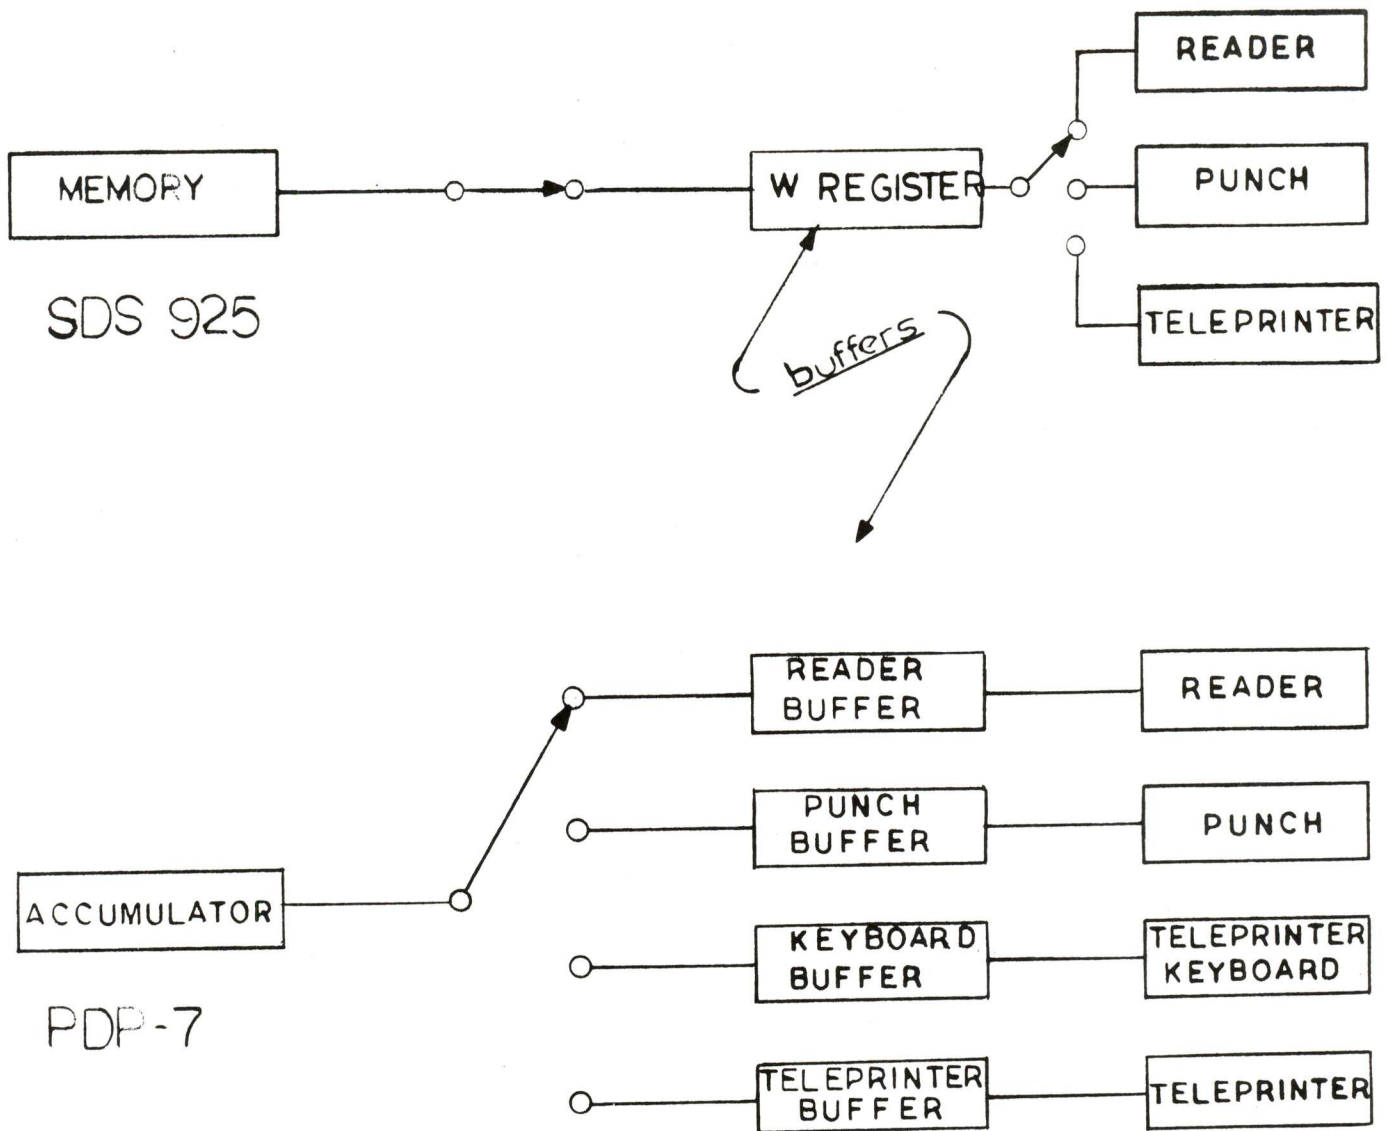 READER
MEMORY
W REGISTER
PUNCH
SDS 925
TELEPRINTER
buffers
READER
BUFFER
READER
PUNCH
BUFFER
PUNCH
ACCUMULATOR
KEYBOARD
BUFFER
TELEPRINTER
KEYBOARD
PDP-7
TELEPRINTER
BUFFER
TELEPRINTER